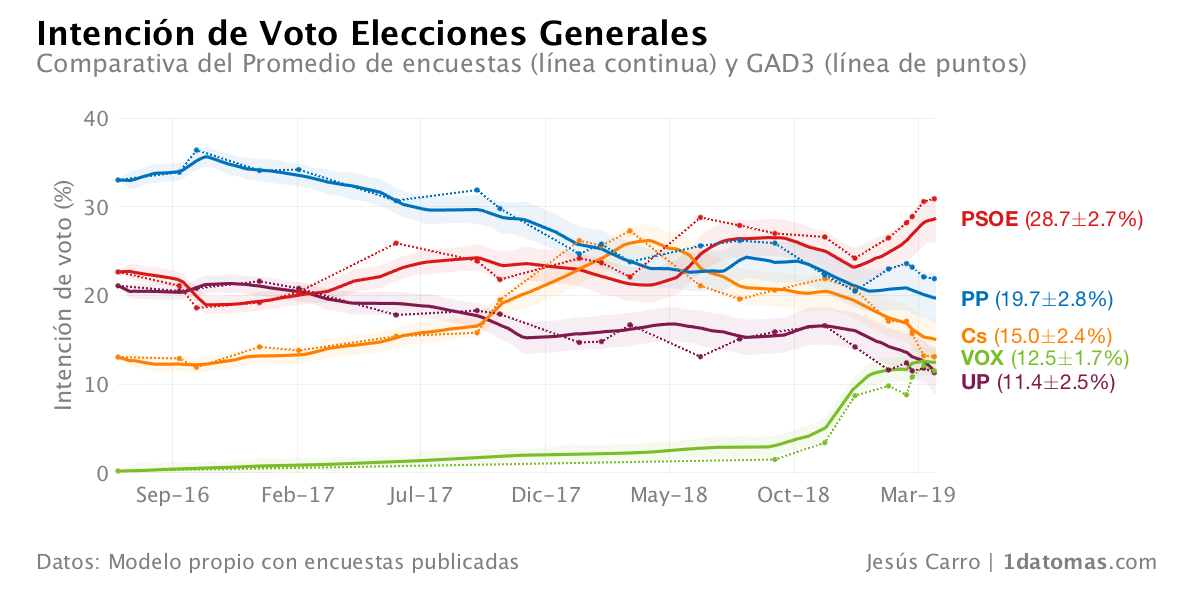 Intención de Voto Elecciones Generales
Comparativa del Promedio de encuestas (línea continua) y GAD3 (línea de puntos)
Intención de voto (%)
40
30
20
10
0
Sep−16 Feb−17 Jul−17 Dic−17 May−18 Oct−18 Mar−19
PSOE (28.7±2.7%)
PP (19.7±2.8%)
Cs (15.0±2.4%)
VOX (12.5±1.7%)
UP (11.4±2.5%)
Datos: Modelo propio con encuestas publicadas
Jesús Carro | 1datomas.com